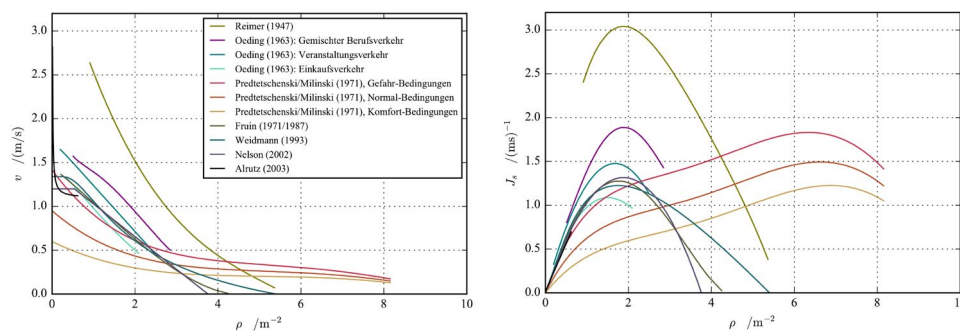 3.0
2.5
2.0
1.5
1.0
0.5
0.0
v /(m/s)
0 2 4 6 8 10
ρ /m⁻²
Reimer (1947)
Oeding (1963): Gemischter Berufsverkehr
Oeding (1963): Veranstaltungsverkehr
Oeding (1963): Einkaufsverkehr
Predtetschenski/Milinski (1971), Gefahr-Bedingungen
Predtetschenski/Milinski (1971), Normal-Bedingungen
Predtetschenski/Milinski (1971), Komfort-Bedingungen
Fruin (1971/1987)
Weidmann (1993)
Nelson (2002)
Alrutz (2003)
3.0
2.5
2.0
1.5
1.0
0.5
0.0
Jₛ /(ms)⁻¹
0 2 4 6 8 1
ρ /m⁻²